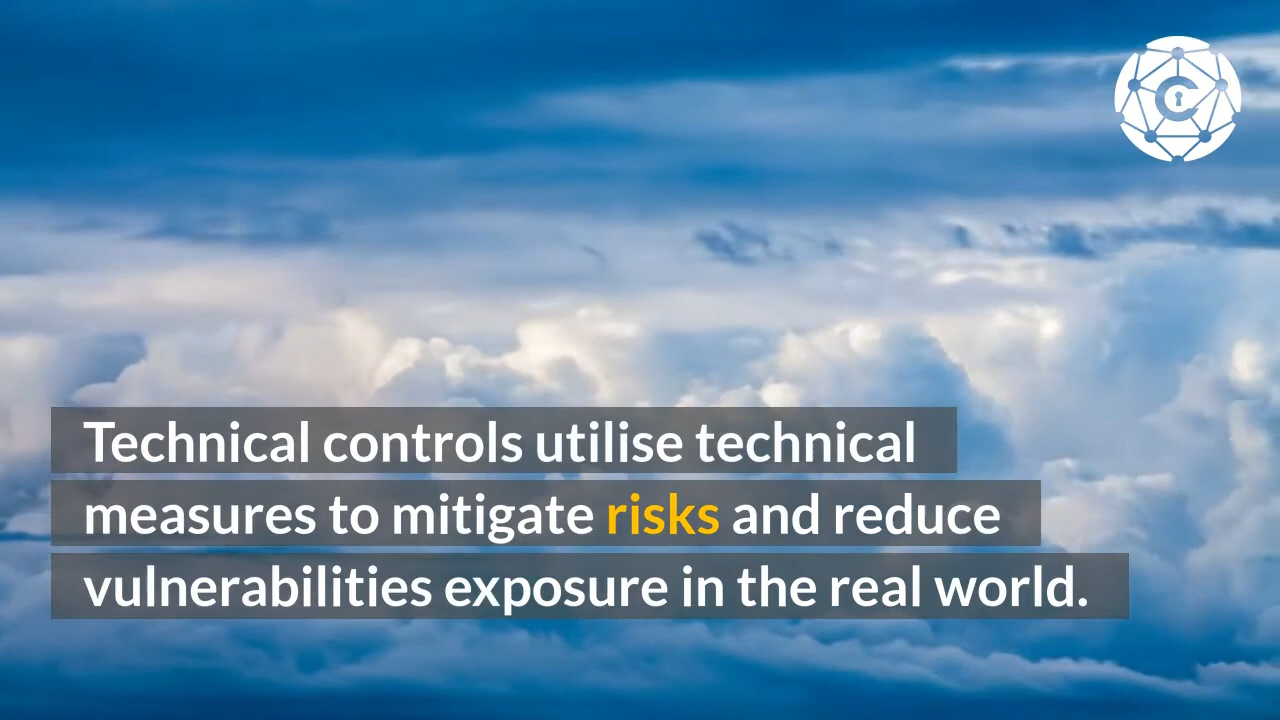 Technical controls utilise technical
measures to mitigate risks and reduce
vulnerabilities exposure in the real world.